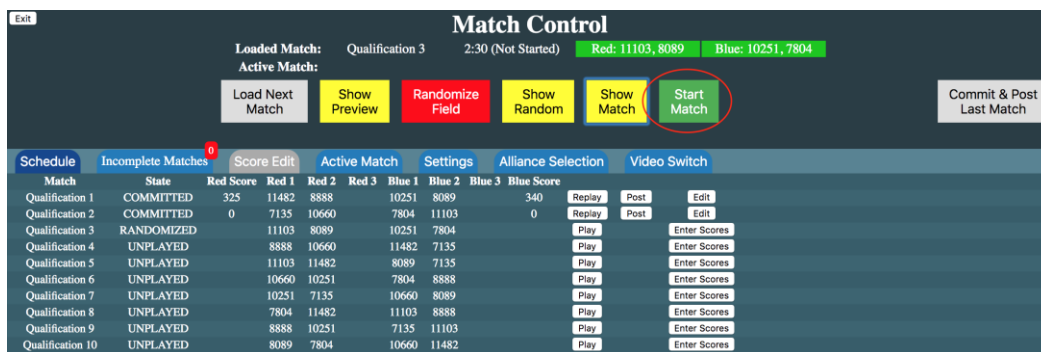 Exit
Match Control
Loaded Match: Qualification 3 2:30 (Not Started) Red: 11103, 8089 Blue: 10251, 7804
Active Match:
Load Next Match Show Preview Randomize Field Show Random Show Match Start Match Commit & Post Last Match
Schedule Incomplete Matches 0 Score Edit Active Match Settings Alliance Selection Video Switch
Match State Red Score Red 1 Red 2 Red 3 Blue 1 Blue 2 Blue 3 Blue Score
Qualification 1 COMMITTED 325 11482 8888 10251 8089 340 Replay Post Edit
Qualification 2 COMMITTED 0 7135 10660 7804 11103 0 Replay Post Edit
Qualification 3 RANDOMIZED 11103 8089 10251 7804 Play Enter Scores
Qualification 4 UNPLAYED 8888 10660 11482 7135 Play Enter Scores
Qualification 5 UNPLAYED 11103 11482 8089 7135 Play Enter Scores
Qualification 6 UNPLAYED 10660 10251 7804 8888 Play Enter Scores
Qualification 7 UNPLAYED 10251 7135 10660 8089 Play Enter Scores
Qualification 8 UNPLAYED 7804 11482 11103 8888 Play Enter Scores
Qualification 9 UNPLAYED 8888 10251 7135 11103 Play Enter Scores
Qualification 10 UNPLAYED 8089 7804 10660 11482 Play Enter Scores